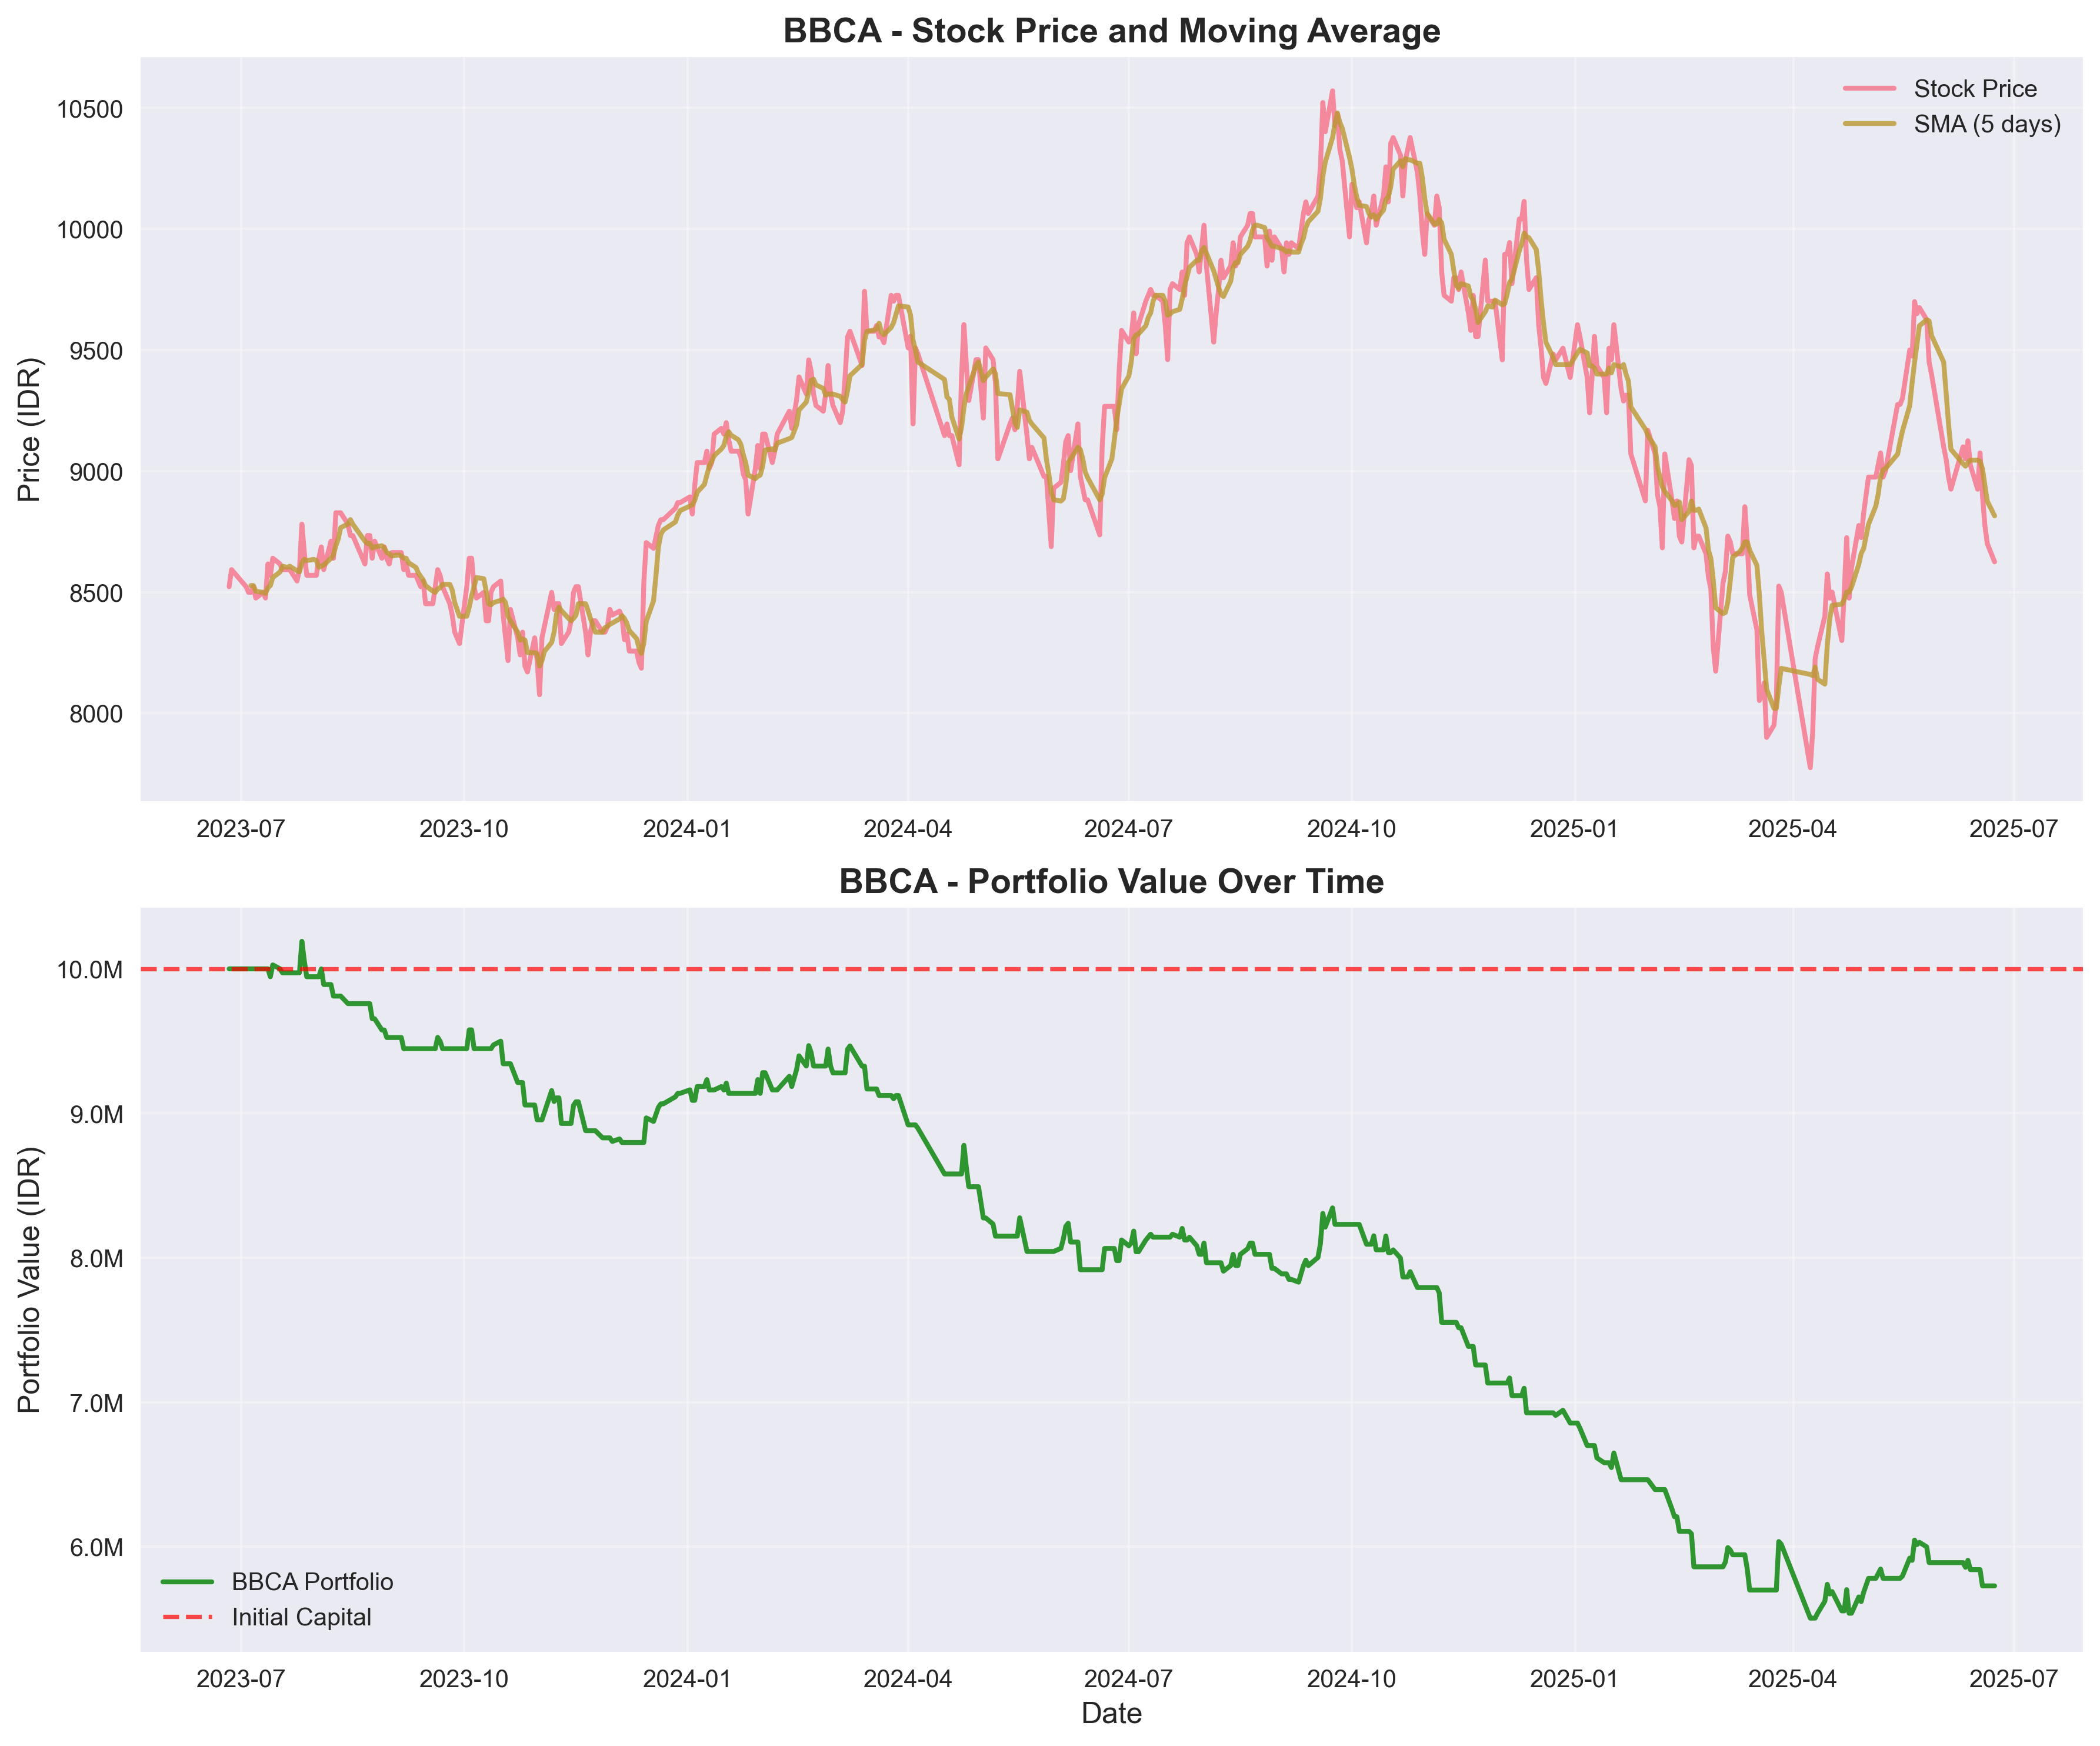 BBCA - Stock Price and Moving Average
Price (IDR)
10500
10000
9500
9000
8500
8000
Stock Price
SMA (5 days)
2023-07 2023-10 2024-01 2024-04 2024-07 2024-10 2025-01 2025-04 2025-07
BBCA - Portfolio Value Over Time
Portfolio Value (IDR)
10.0M
9.0M
8.0M
7.0M
6.0M
BBCA Portfolio
Initial Capital
2023-07 2023-10 2024-01 2024-04 2024-07 2024-10 2025-01 2025-04 2025-07
Date